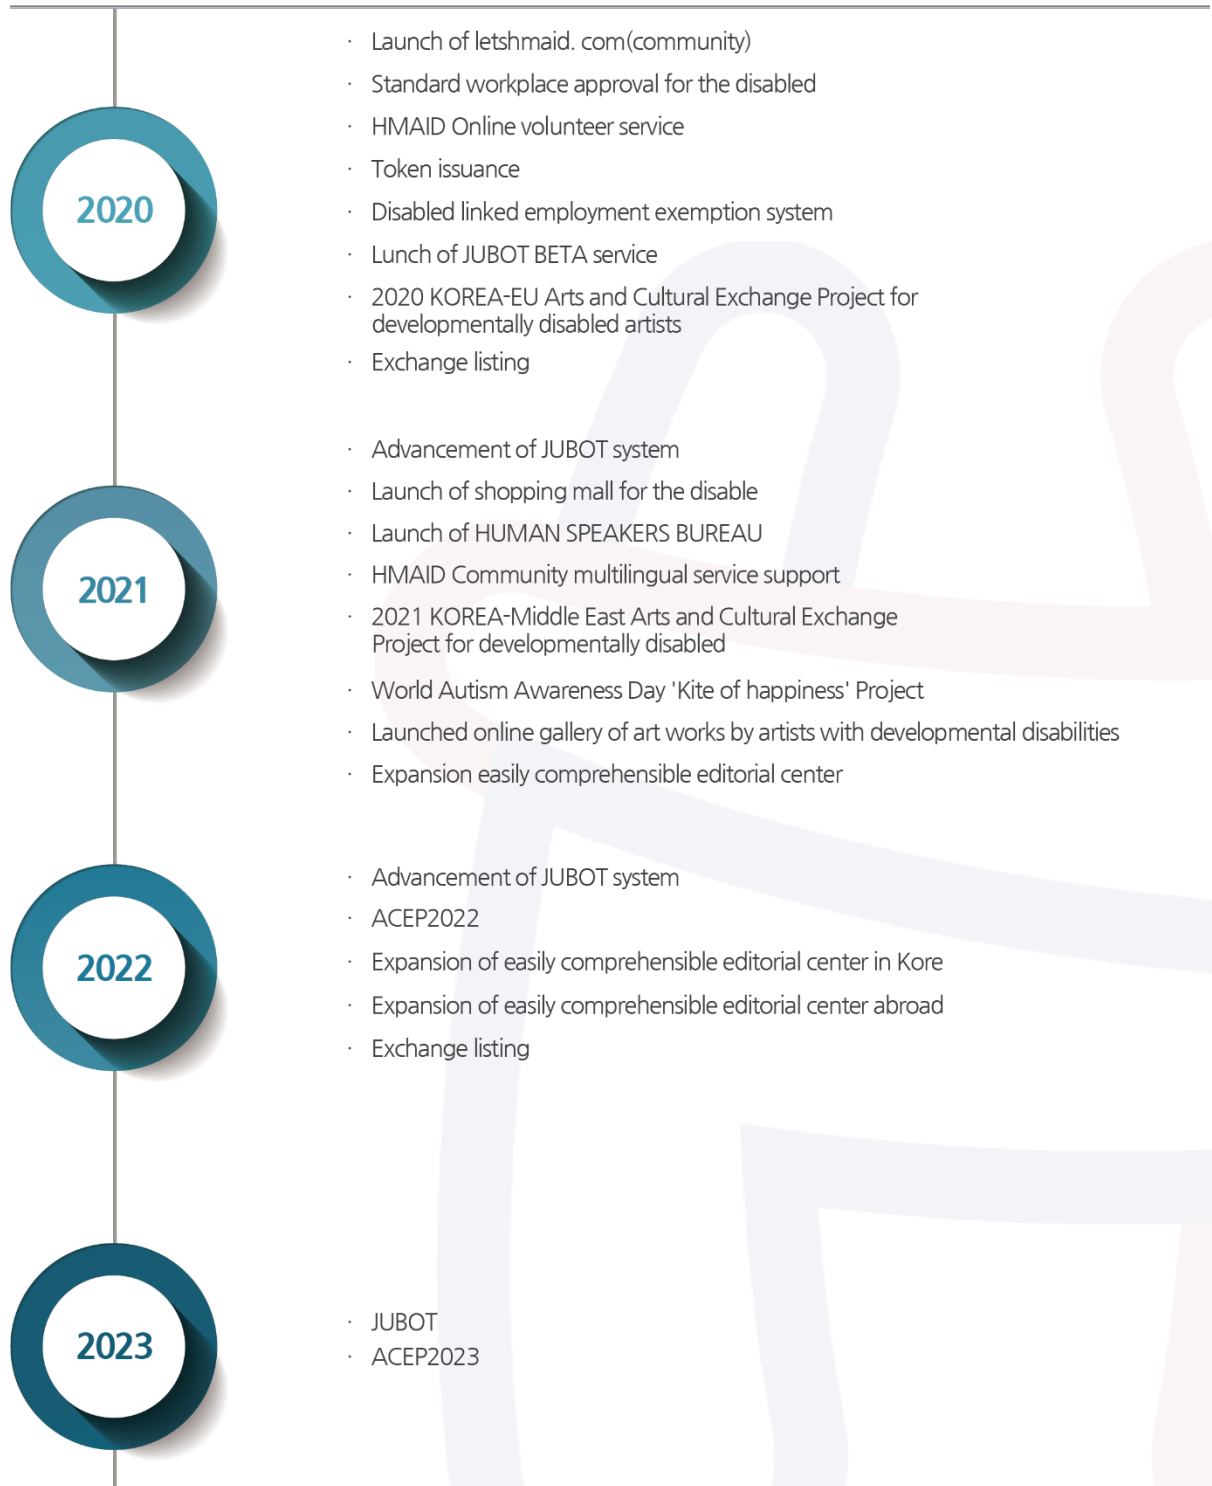 · Launch of letshmaid. com(community)
· Standard workplace approval for the disabled
· HMAID Online volunteer service
· Token issuance
2020
· Disabled linked employment exemption system
· Lunch of JUBOT BETA service
· 2020 KOREA-EU Arts and Cultural Exchange Project for
developmentally disabled artists
· Exchange listing
· Advancement of JUBOT system
· Launch of shopping mall for the disable
· Launch of HUMAN SPEAKERS BUREAU
· HMAID Community multilingual service support
2021
· 2021 KOREA-Middle East Arts and Cultural Exchange
Project for developmentally disabled
· World Autism Awareness Day 'Kite of happiness' Project
· Launched online gallery of art works by artists with developmental disabilities
· Expansion easily comprehensible editorial center
· Advancement of JUBOT system
· ACEP2022
2022
· Expansion of easily comprehensible editorial center in Kore
· Expansion of easily comprehensible editorial center abroad
· Exchange listing
2023
· JUBOT
· ACEP2023